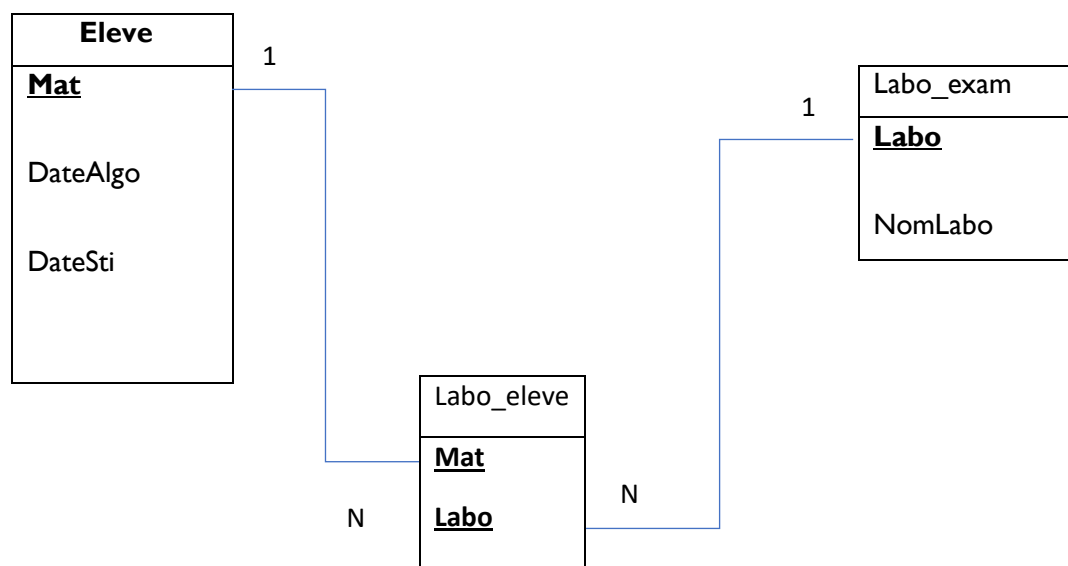 Eleve
1
Mat
DateAlgo
DateSti
Labo_exam
1
Labo
NomLabo
Labo_eleve
Mat
N
Labo
N